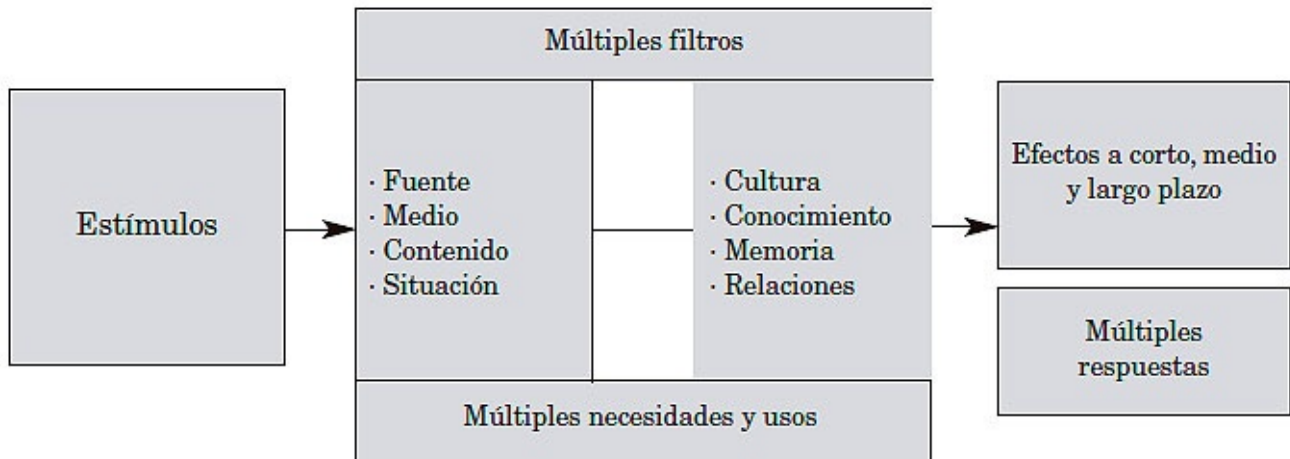 Múltiples filtros
Estímulos
· Fuente
· Medio
· Contenido
· Situación
· Cultura
· Conocimiento
· Memoria
· Relaciones
Efectos a corto, medio
y largo plazo
Múltiples
respuestas
Múltiples necesidades y usos